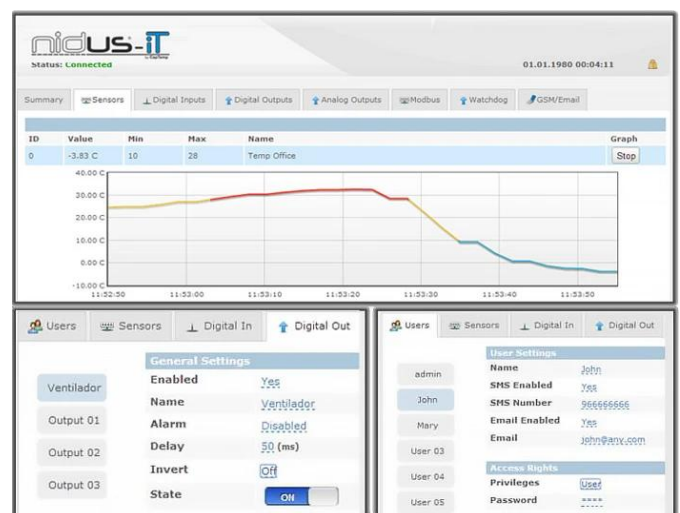 nidus-iT
Status: Connected
01.01.1980 00:04:11
Summary Sensors Digital Inputs Digital Outputs Analog Outputs Modbus Watchdog GSM/Email
ID Value Min Max Name Graph
0 -3.83 C 10 28 Temp Office Stop
40.00 C
30.00 C
20.00 C
10.00 C
0.00 C
-10.00 C
11:52:50 11:53:00 11:53:10 11:53:20 11:53:30 11:53:40 11:53:50
Users Sensors Digital In Digital Out
General Settings
Ventilador
Output 01
Output 02
Output 03
Enabled Yes
Name Ventilador
Alarm Disabled
Delay 50 (ms)
Invert Off
State ON
Users Sensors Digital In Digital Out
admin
John
Mary
User 03
User 04
User 05
User Settings
Name John
SMS Enabled Yes
SMS Number 966666666
Email Enabled Yes
Email john@any.com
Access Rights
Privileges User
Password ****